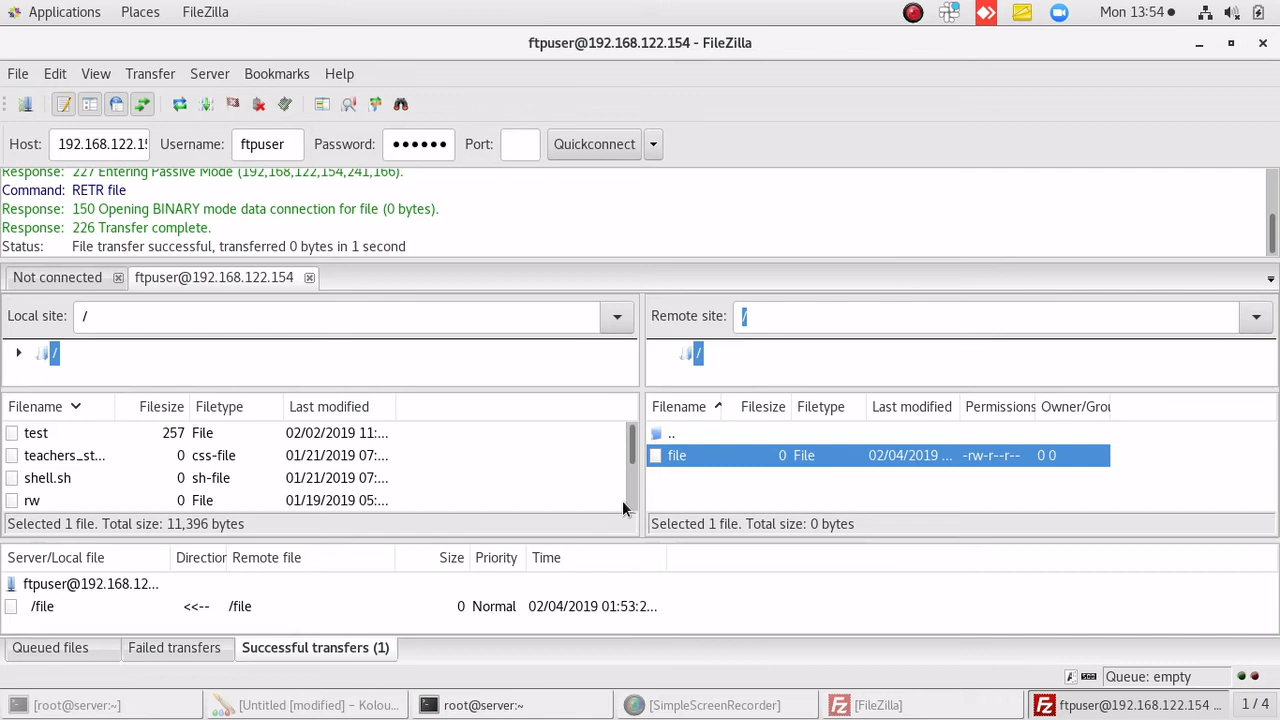 Applications Places FileZilla Mon 13:54
ftpuser@192.168.122.154 - FileZilla
File Edit View Transfer Server Bookmarks Help
Host: 192.168.122.1 Username: ftpuser Password: ●●●●●● Port: Quickconnect
Response: 227 Entering Passive Mode (192,168,122,154,241,166).
Command: RETR file
Response: 150 Opening BINARY mode data connection for file (0 bytes).
Response: 226 Transfer complete.
Status: File transfer successful, transferred 0 bytes in 1 second
Not connected ftpuser@192.168.122.154
Local site: / Remote site: /
/ /
Filename Filesize Filetype Last modified Filename Filesize Filetype Last modified Permissions Owner/Grou
test 257 File 02/02/2019 11:... ..
teachers_st... 0 css-file 01/21/2019 07:... file 0 File 02/04/2019 ... -rw-r--r-- 0 0
shell.sh 0 sh-file 01/21/2019 07:...
rw 0 File 01/19/2019 05:...
Selected 1 file. Total size: 11,396 bytes Selected 1 file. Total size: 0 bytes
Server/Local file Direction Remote file Size Priority Time
ftpuser@192.168.12...
/file <<-- /file 0 Normal 02/04/2019 01:53:2...
Queued files Failed transfers Successful transfers (1)
Queue: empty
[root@server:~] [Untitled [modified] – Kolou... root@server:~ [SimpleScreenRecorder] [FileZilla] ftpuser@192.168.122.154 ... 1 / 4